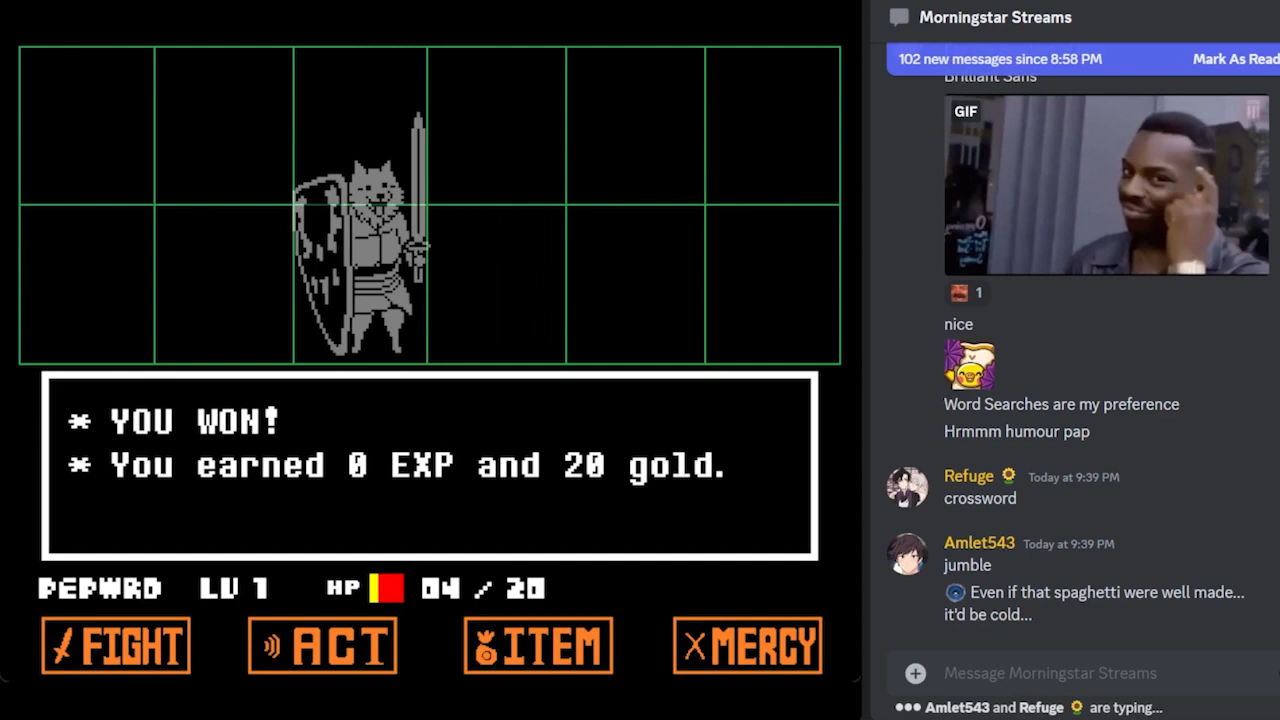 * YOU WON!
* You earned 0 EXP and 20 gold.
PEPWRD LV 1 HP 04 / 20
FIGHT ACT ITEM MERCY
Morningstar Streams
102 new messages since 8:58 PM Mark As Read
Brilliant Sans
GIF
1
nice
Word Searches are my preference
Hrmmm humour pap
Refuge Today at 9:39 PM
crossword
Amlet543 Today at 9:39 PM
jumble
Even if that spaghetti were well made...
it'd be cold...
Message Morningstar Streams
Amlet543 and Refuge are typing...